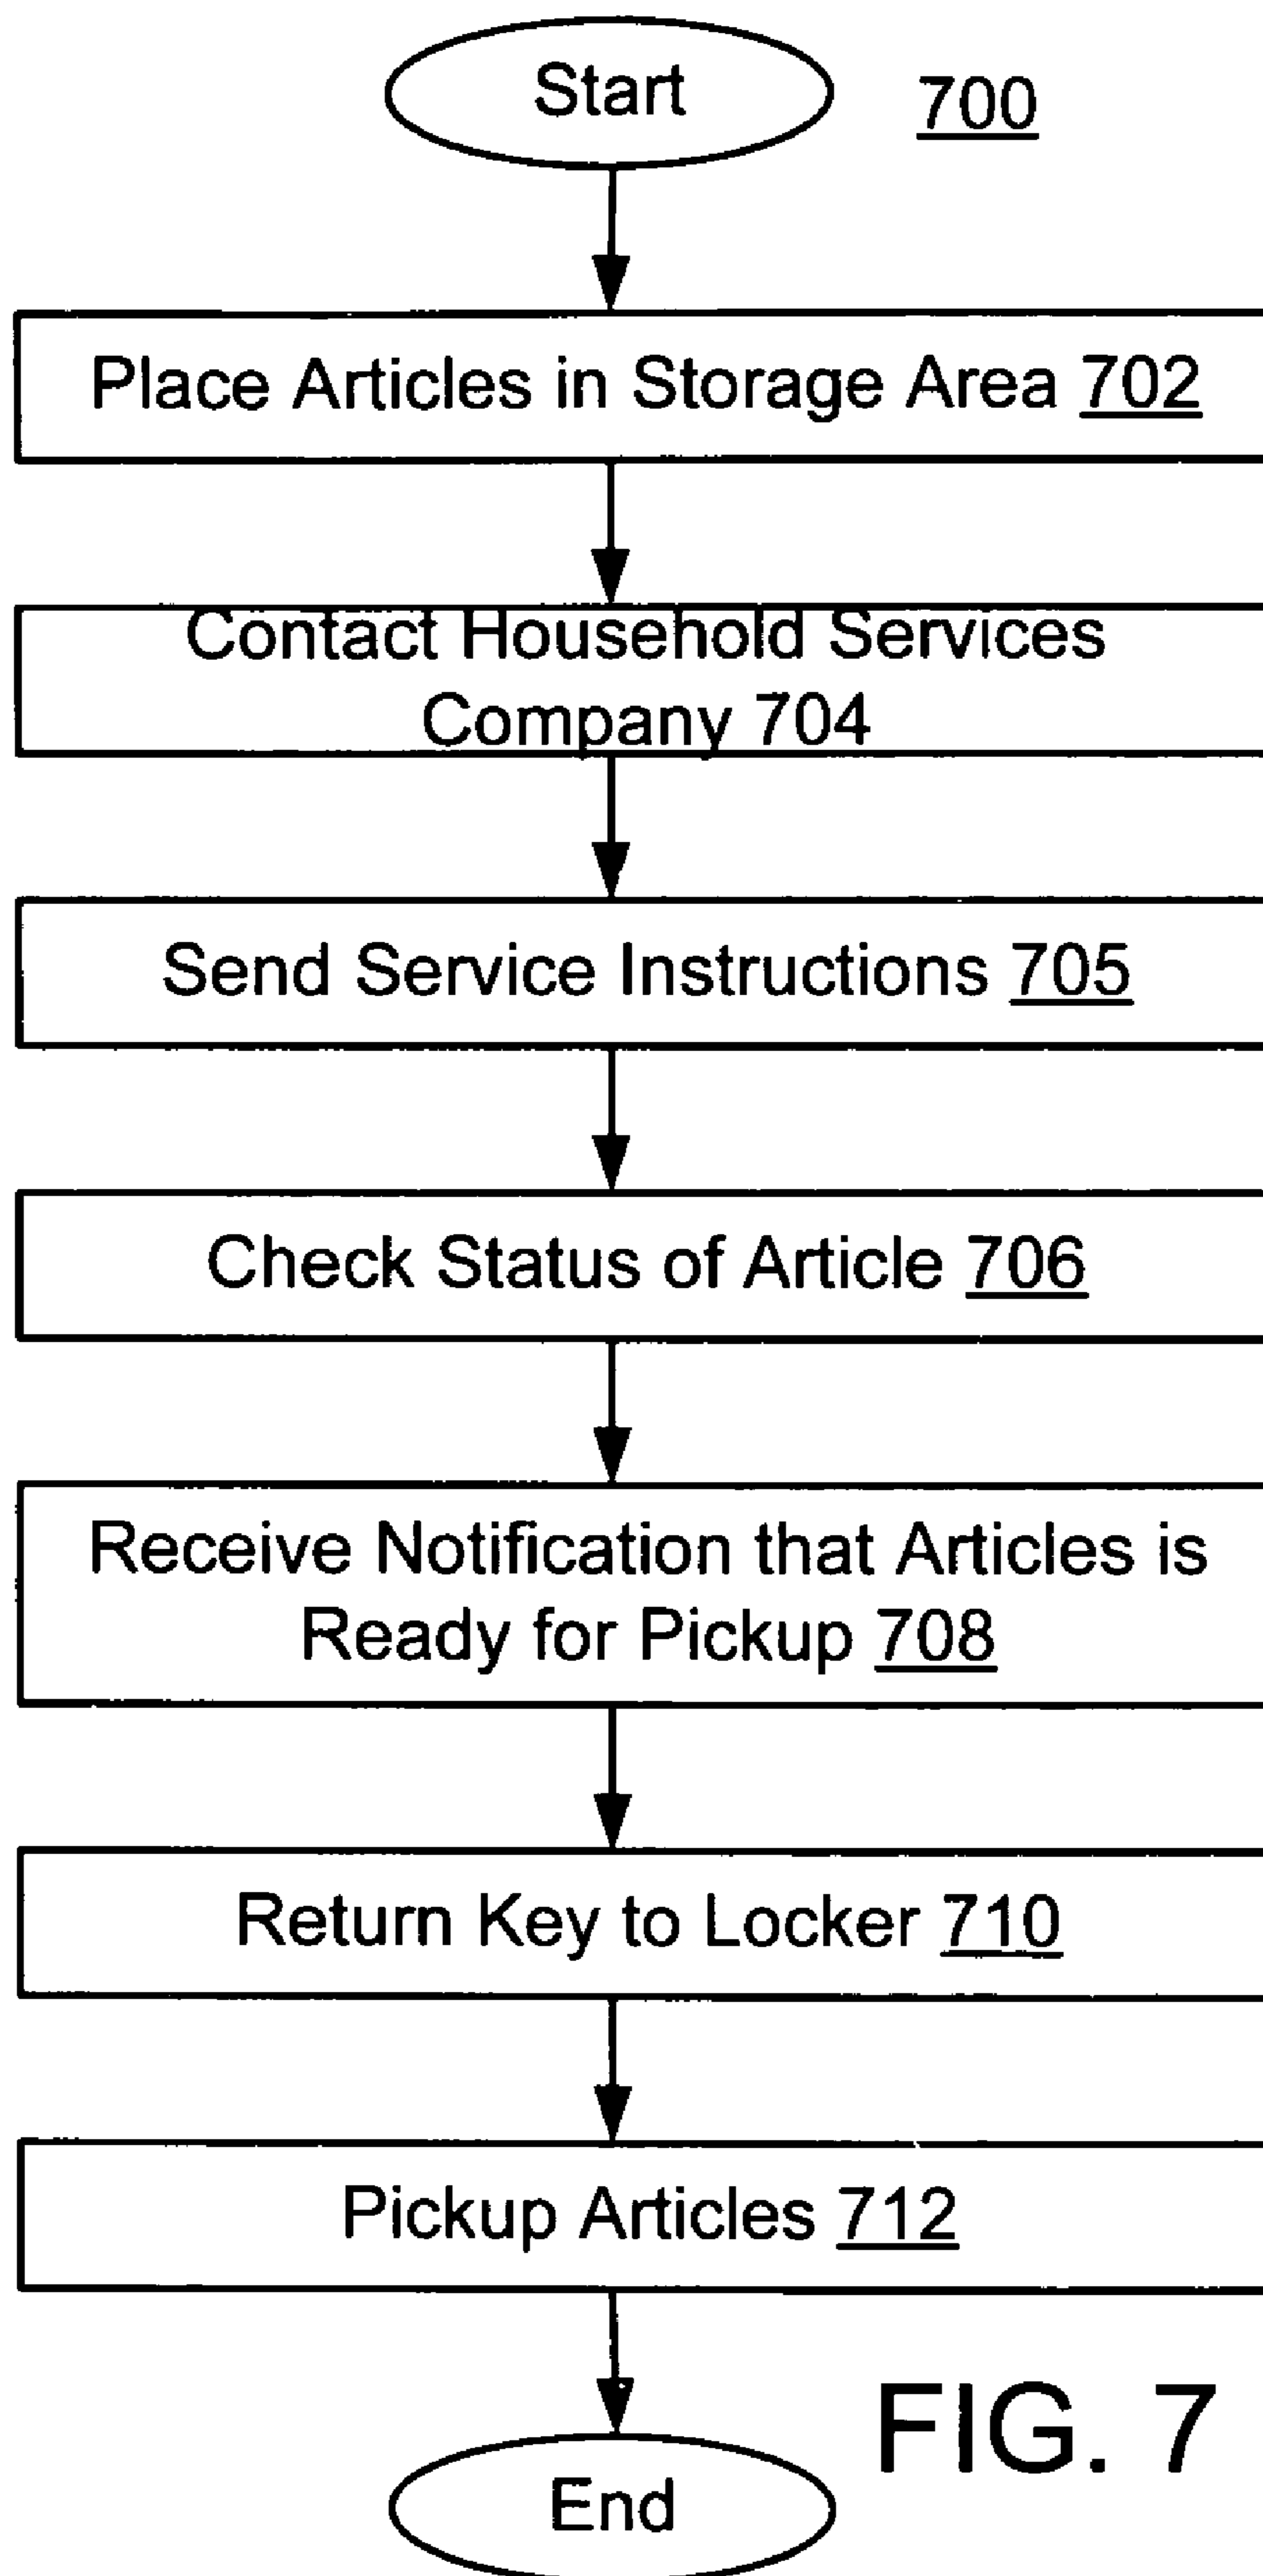 Start
700
Place Articles in Storage Area 702
Contact Household Services
Company 704
Send Service Instructions 705
Check Status of Article 706
Receive Notification that Articles is
Ready for Pickup 708
Return Key to Locker 710
Pickup Articles 712
FIG. 7
End